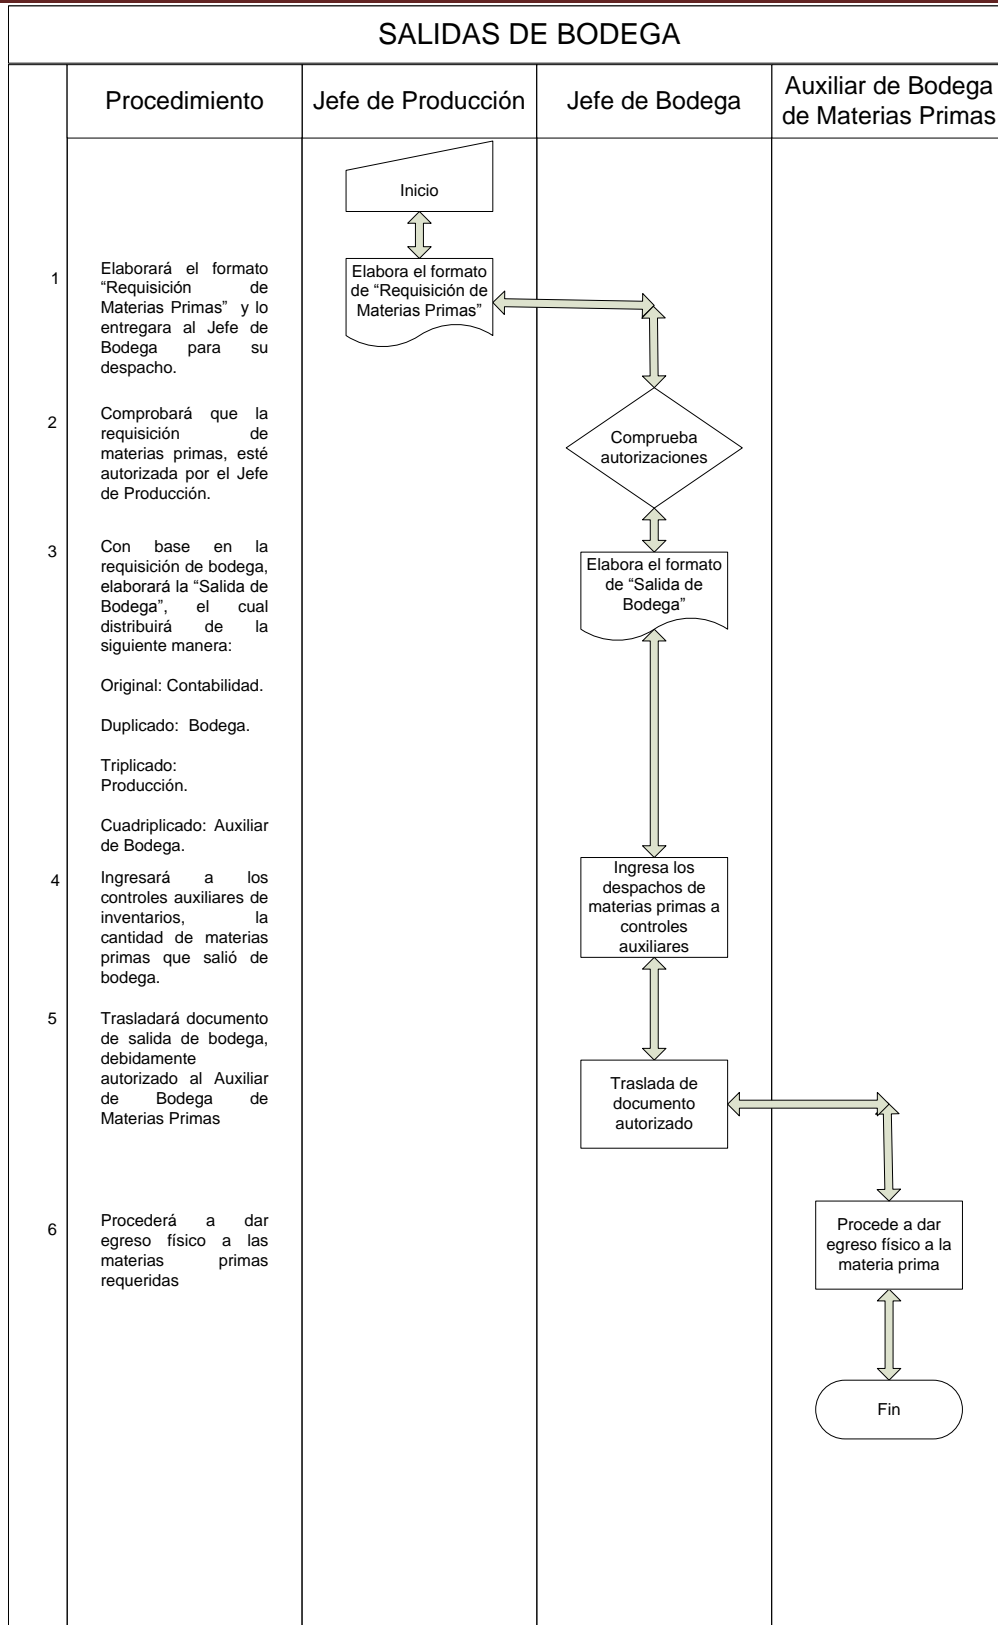 SALIDAS DE BODEGA
Procedimiento
Jefe de Producción
Jefe de Bodega
Auxiliar de Bodega
de Materias Primas
Inicio
1
Elaborará el formato
“Requisición de
Materias Primas” y lo
entregara al Jefe de
Bodega para su
despacho.
Elabora el formato
de “Requisición de
Materias Primas”
2
Comprobará que la
requisición de
materias primas, esté
autorizada por el Jefe
de Producción.
Comprueba
autorizaciones
3
Con base en la
requisición de bodega,
elaborará la “Salida de
Bodega”, el cual
distribuirá de la
siguiente manera:
Original: Contabilidad.
Duplicado: Bodega.
Triplicado:
Producción.
Cuadriplicado: Auxiliar
de Bodega.
Elabora el formato
de “Salida de
Bodega”
4
Ingresará a los
controles auxiliares de
inventarios, la
cantidad de materias
primas que salió de
bodega.
Ingresa los
despachos de
materias primas a
controles
auxiliares
5
Trasladará documento
de salida de bodega,
debidamente
autorizado al Auxiliar
de Bodega de
Materias Primas
Traslada de
documento
autorizado
6
Procederá a dar
egreso físico a las
materias primas
requeridas
Procede a dar
egreso físico a la
materia prima
Fin